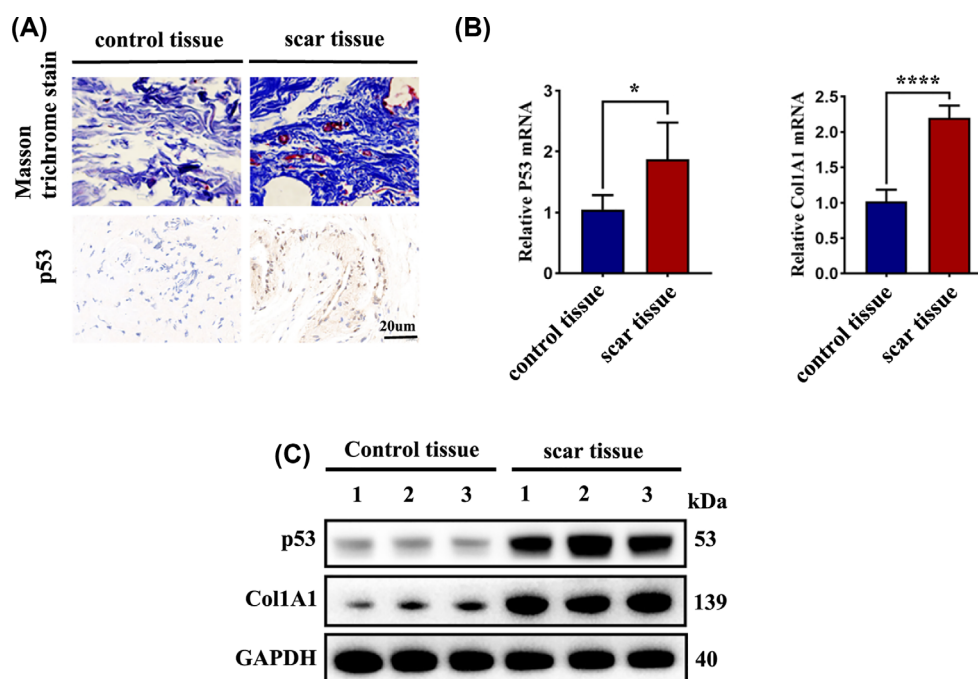 (A)
control tissue scar tissue
Masson
trichrome stain
p53
20um
(B)
Relative P53 mRNA
3
2
1
0
*
control tissue
scar tissue
Relative Col1A1 mRNA
2.5
2.0
1.5
1.0
0.5
0.0
****
control tissue
scar tissue
(C)
Control tissue scar tissue
1 2 3 1 2 3 kDa
p53 53
Col1A1 139
GAPDH 40